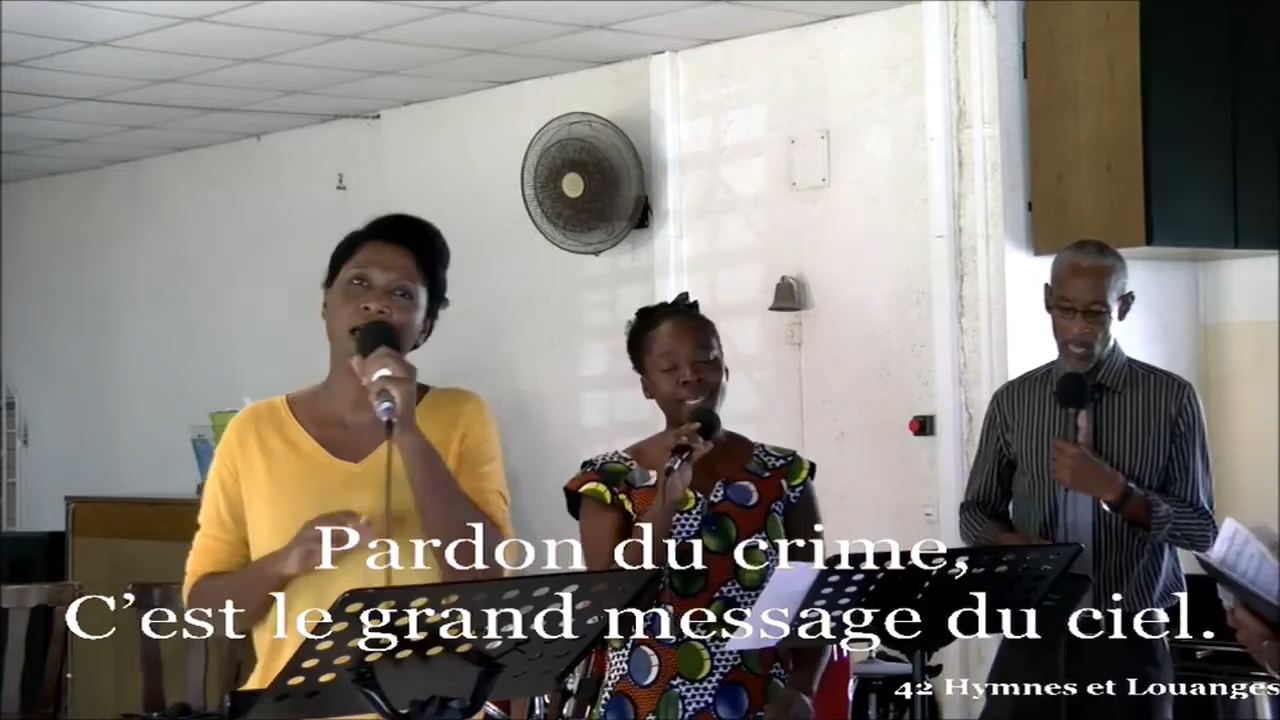 Pardon du crime,
C’est le grand message du ciel.
42 Hymnes et Louanges